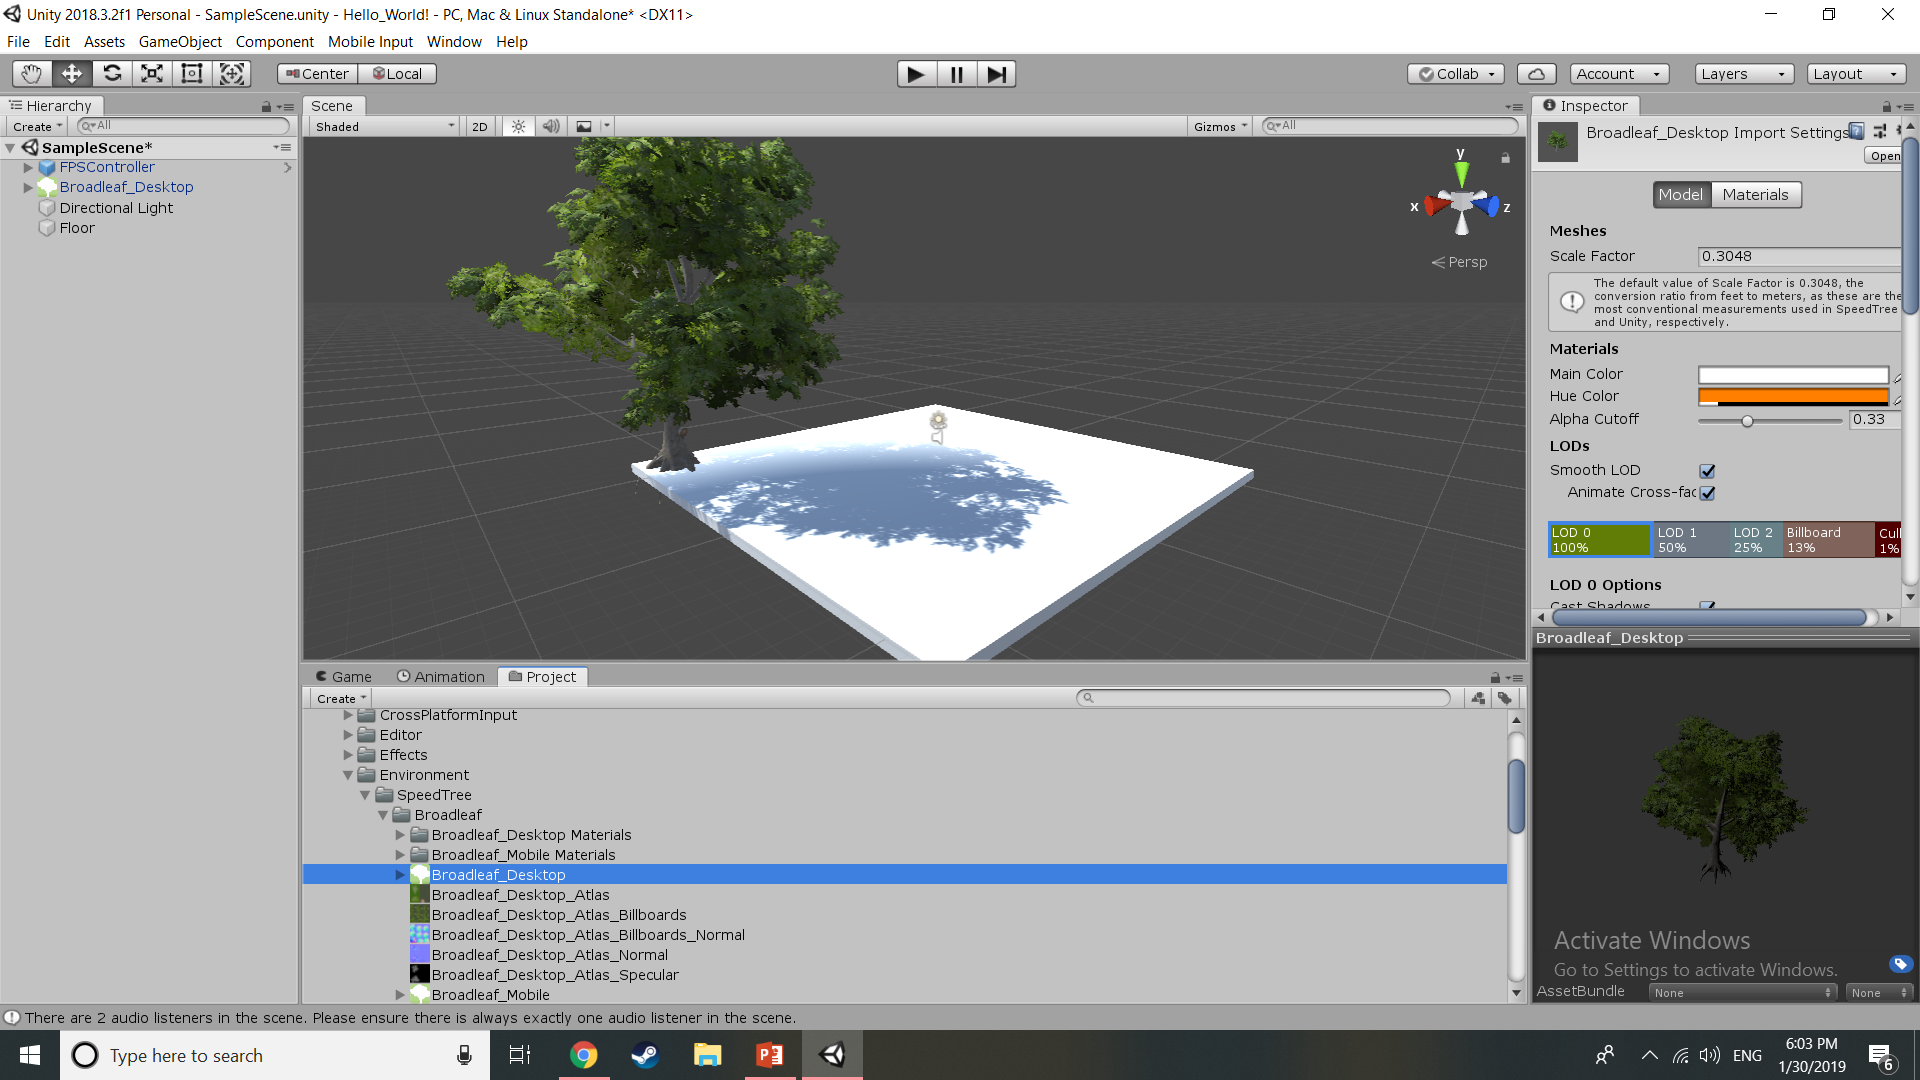 Unity 2018.3.2f1 Personal - SampleScene.unity - Hello_World! - PC, Mac & Linux Standalone* <DX11>
File Edit Assets GameObject Component Mobile Input Window Help
Center Local Collab Account Layers Layout
Hierarchy
Create All
SampleScene*
FPSController
Broadleaf_Desktop
Directional Light
Floor
Scene
Shaded 2D Gizmos All
y
x z
Persp
Inspector
Broadleaf_Desktop Import Settings
Open
Model Materials
Meshes
Scale Factor 0.3048
The default value of Scale Factor is 0.3048, the
conversion ratio from feet to meters, as these are the
most conventional measurements used in SpeedTree
and Unity, respectively.
Materials
Main Color
Hue Color
Alpha Cutoff 0.33
LODs
Smooth LOD
Animate Cross-fac
LOD 0 LOD 1 LOD 2 Billboard Cull
100% 50% 25% 13% 1%
LOD 0 Options
Cast Shadows
Game Animation Project
Create
CrossPlatformInput
Editor
Effects
Environment
SpeedTree
Broadleaf
Broadleaf_Desktop Materials
Broadleaf_Mobile Materials
Broadleaf_Desktop
Broadleaf_Desktop_Atlas
Broadleaf_Desktop_Atlas_Billboards
Broadleaf_Desktop_Atlas_Billboards_Normal
Broadleaf_Desktop_Atlas_Normal
Broadleaf_Desktop_Atlas_Specular
Broadleaf_Mobile
Broadleaf_Desktop
Activate Windows
Go to Settings to activate Windows.
AssetBundle None None
There are 2 audio listeners in the scene. Please ensure there is always exactly one audio listener in the scene.
Type here to search
ENG
6:03 PM
1/30/2019
6